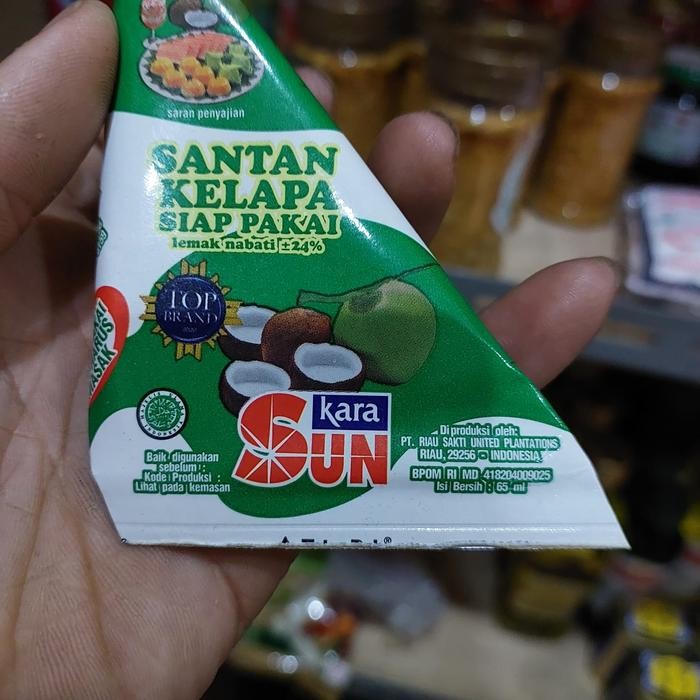 saran penyajian
SANTAN
KELAPA
SIAP PAKAI
lemak nabati ±24%
TOP
BRAND
kara
SUN
Baik digunakan
sebelum :
Kode Produksi :
Lihat pada kemasan
Diproduksi oleh:
PT. RIAU SAKTI UNITED PLANTATIONS
RIAU, 29256 - INDONESIA
BPOM RI MD 418204009025
Isi Bersih : 65 ml